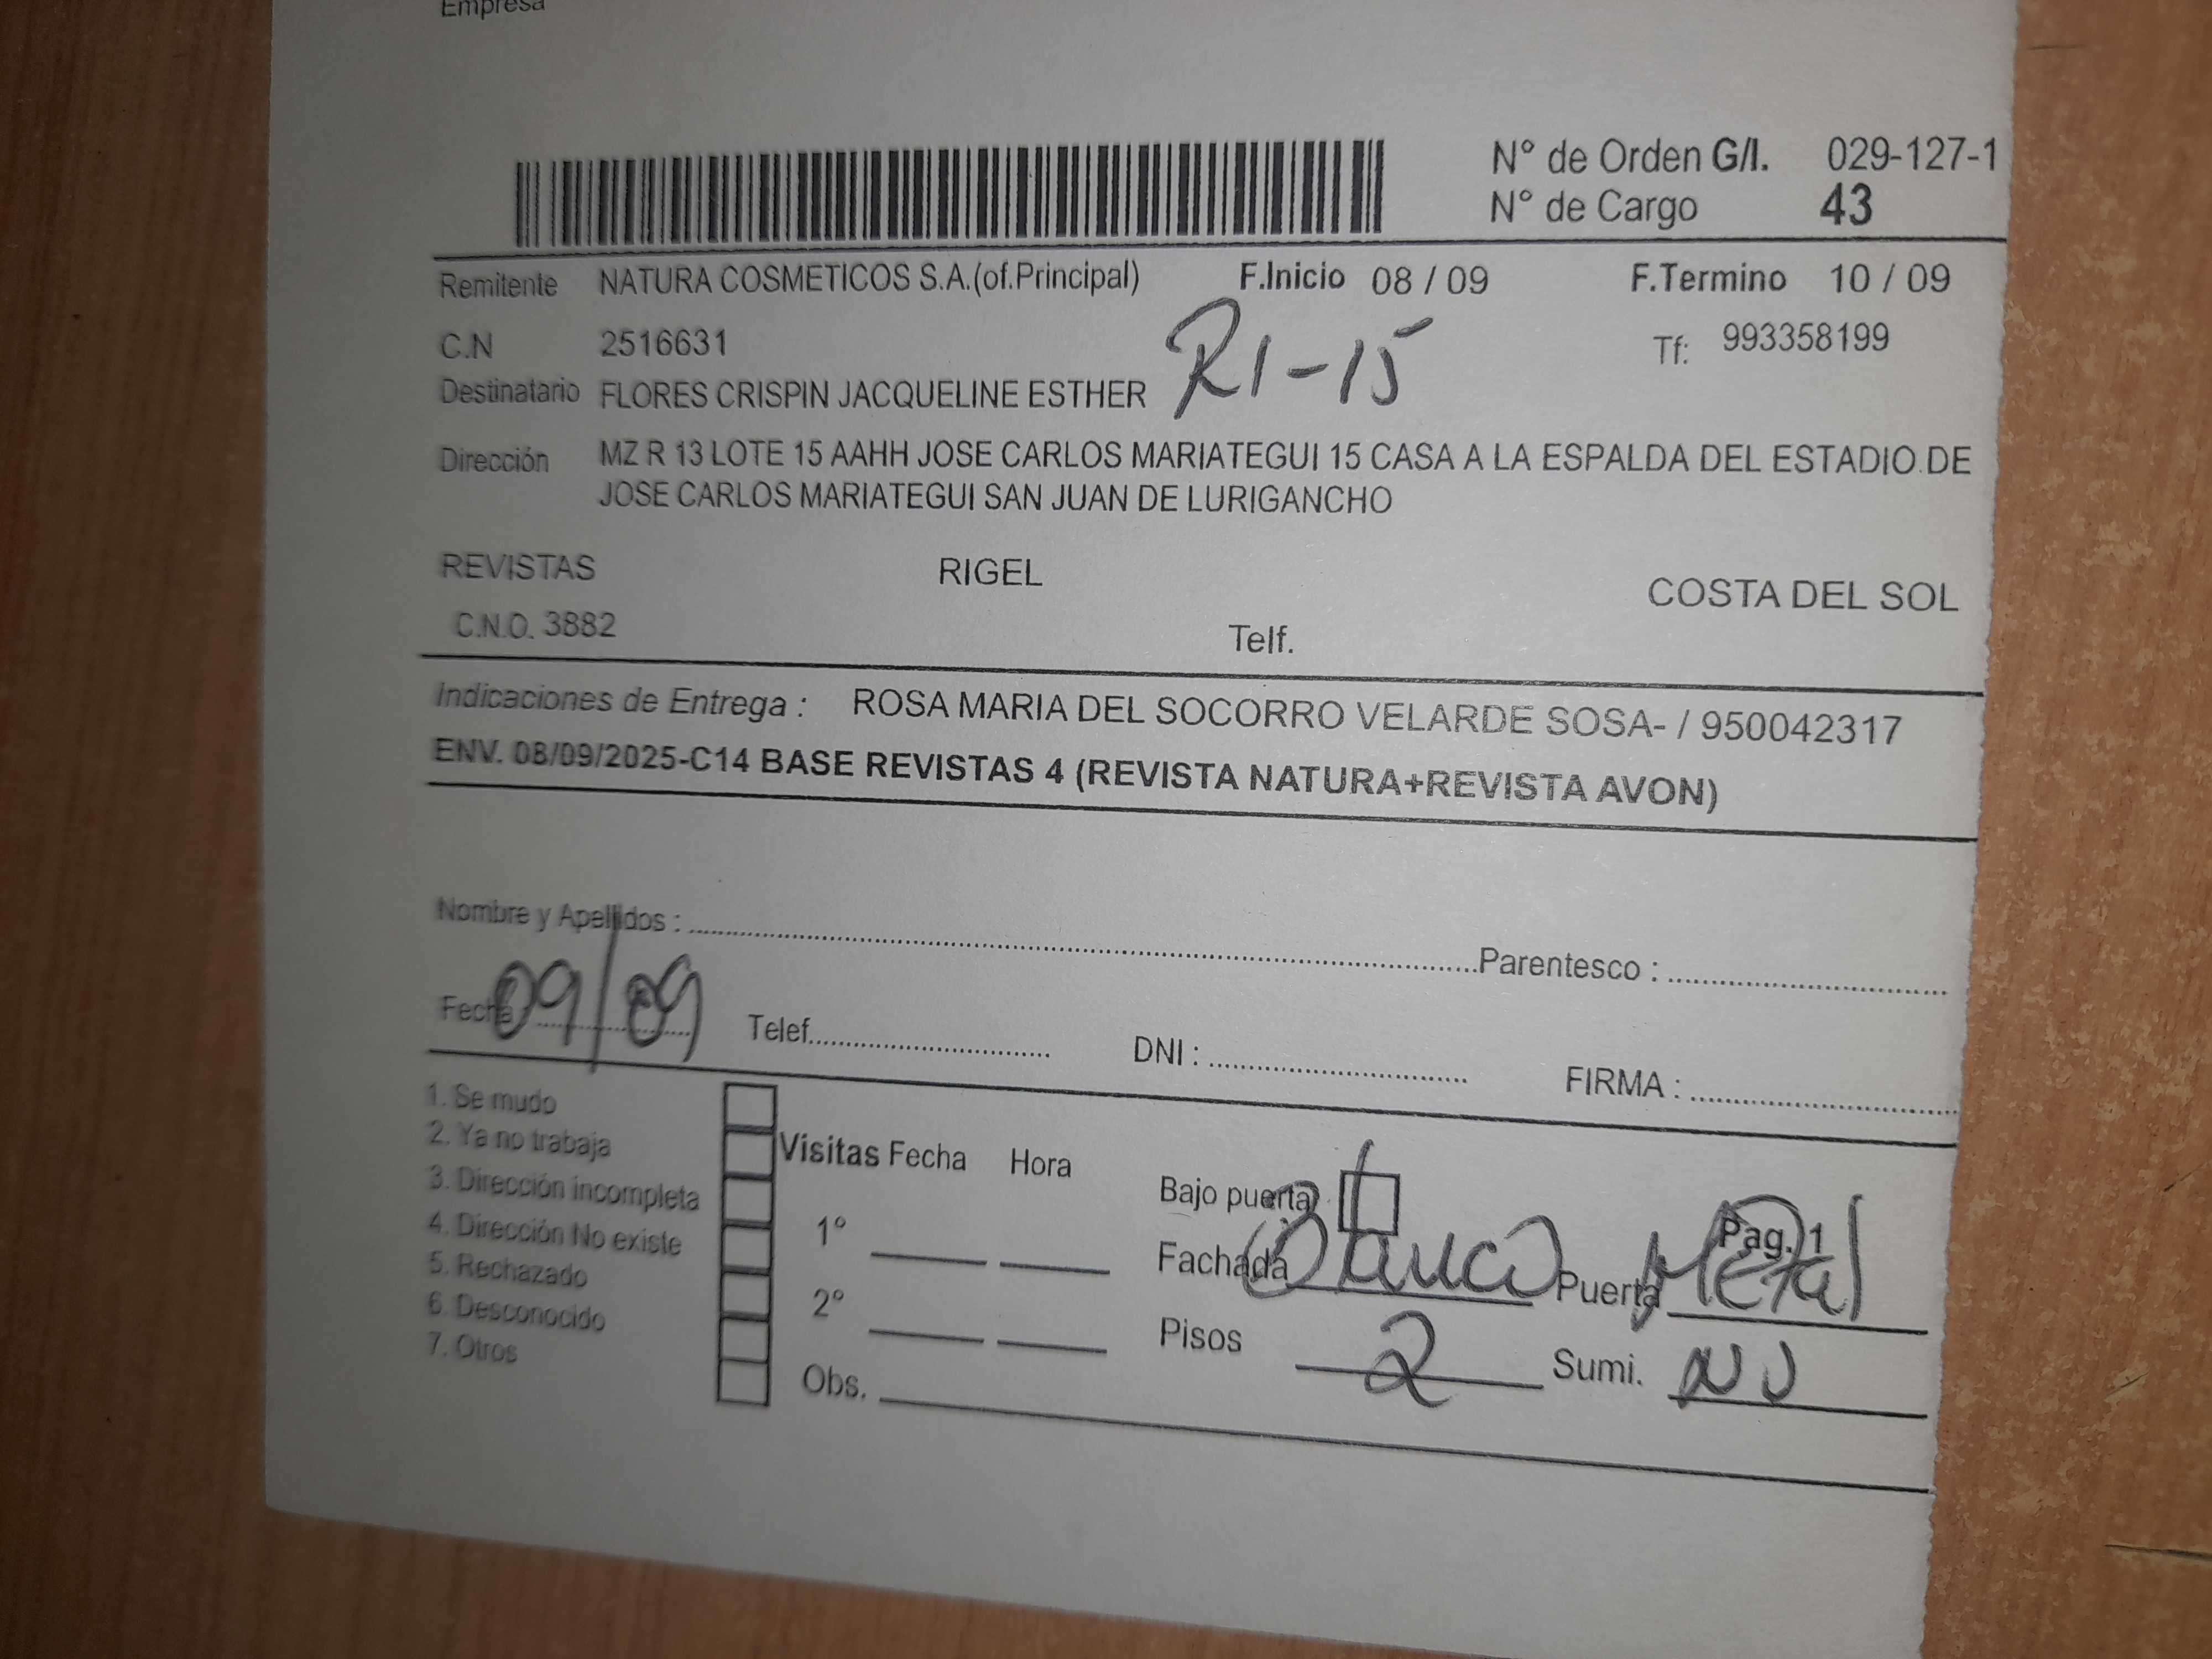 Empresa
N° de Orden G/I. 029-127-1
N° de Cargo 43
Remitente NATURA COSMETICOS S.A.(of.Principal) F.Inicio 08 / 09 F.Termino 10 / 09
C.N 2516631 Tf: 993358199
R1-15
Destinatario FLORES CRISPIN JACQUELINE ESTHER
Dirección MZ R 13 LOTE 15 AAHH JOSE CARLOS MARIATEGUI 15 CASA A LA ESPALDA DEL ESTADIO DE
JOSE CARLOS MARIATEGUI SAN JUAN DE LURIGANCHO
REVISTAS RIGEL COSTA DEL SOL
C.N.O. 3882 Telf.
Indicaciones de Entrega : ROSA MARIA DEL SOCORRO VELARDE SOSA- / 950042317
ENV. 08/09/2025-C14 BASE REVISTAS 4 (REVISTA NATURA+REVISTA AVON)
Nombre y Apellidos : Parentesco :
Fecha 09/09 Telef. DNI : FIRMA :
1. Se mudo
2. Ya no trabaja
3. Dirección incompleta
4. Dirección No existe
5. Rechazado
6. Desconocido
7. Otros
Visitas Fecha Hora
1°
2°
Obs.
Bajo puerta Pag. 1
Fachada Blanco Puerta Metal
Pisos 2 Sumi.